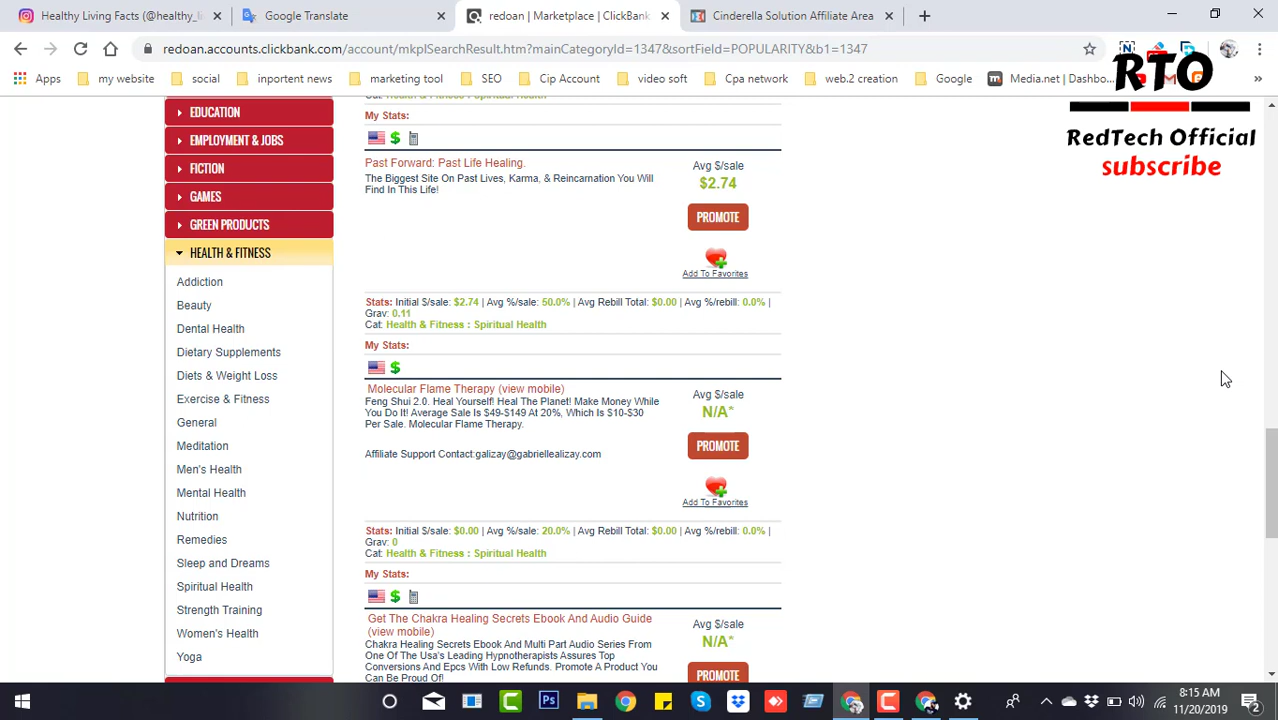 Healthy Living Facts (@healthy_l
Google Translate
redoan | Marketplace | ClickBank
Cinderella Solution Affiliate Area
redoan.accounts.clickbank.com/account/mkplSearchResult.htm?mainCategoryId=1347&sortField=POPULARITY&b1=1347
Apps
my website
social
inportent news
marketing tool
SEO
Cip Account
video soft
Cpa network
web.2 creation
Google
Media.net | Dashbo...
RTO
RedTech Official
subscribe
EDUCATION
EMPLOYMENT & JOBS
FICTION
GAMES
GREEN PRODUCTS
HEALTH & FITNESS
Addiction
Beauty
Dental Health
Dietary Supplements
Diets & Weight Loss
Exercise & Fitness
General
Meditation
Men's Health
Mental Health
Nutrition
Remedies
Sleep and Dreams
Spiritual Health
Strength Training
Women's Health
Yoga
Cat: Health & Fitness : Spiritual Health
My Stats:
Past Forward: Past Life Healing.
The Biggest Site On Past Lives, Karma, & Reincarnation You Will
Find In This Life!
Avg $/sale
$2.74
PROMOTE
Add To Favorites
Stats: Initial $/sale: $2.74 | Avg %/sale: 50.0% | Avg Rebill Total: $0.00 | Avg %/rebill: 0.0% |
Grav: 0.11
Cat: Health & Fitness : Spiritual Health
My Stats:
Molecular Flame Therapy (view mobile)
Feng Shui 2.0. Heal Yourself! Heal The Planet! Make Money While
You Do It! Average Sale Is $49-$149 At 20%, Which Is $10-$30
Per Sale. Molecular Flame Therapy.
Affiliate Support Contact:galizay@gabriellealizay.com
Avg $/sale
N/A*
PROMOTE
Add To Favorites
Stats: Initial $/sale: $0.00 | Avg %/sale: 20.0% | Avg Rebill Total: $0.00 | Avg %/rebill: 0.0% |
Grav: 0
Cat: Health & Fitness : Spiritual Health
My Stats:
Get The Chakra Healing Secrets Ebook And Audio Guide
(view mobile)
Chakra Healing Secrets Ebook And Multi Part Audio Series From
One Of The Usa's Leading Hypnotherapists Assures Top
Conversions And Epcs With Low Refunds. Promote A Product You
Can Be Proud Of!
Avg $/sale
N/A*
PROMOTE
8:15 AM
11/20/2019